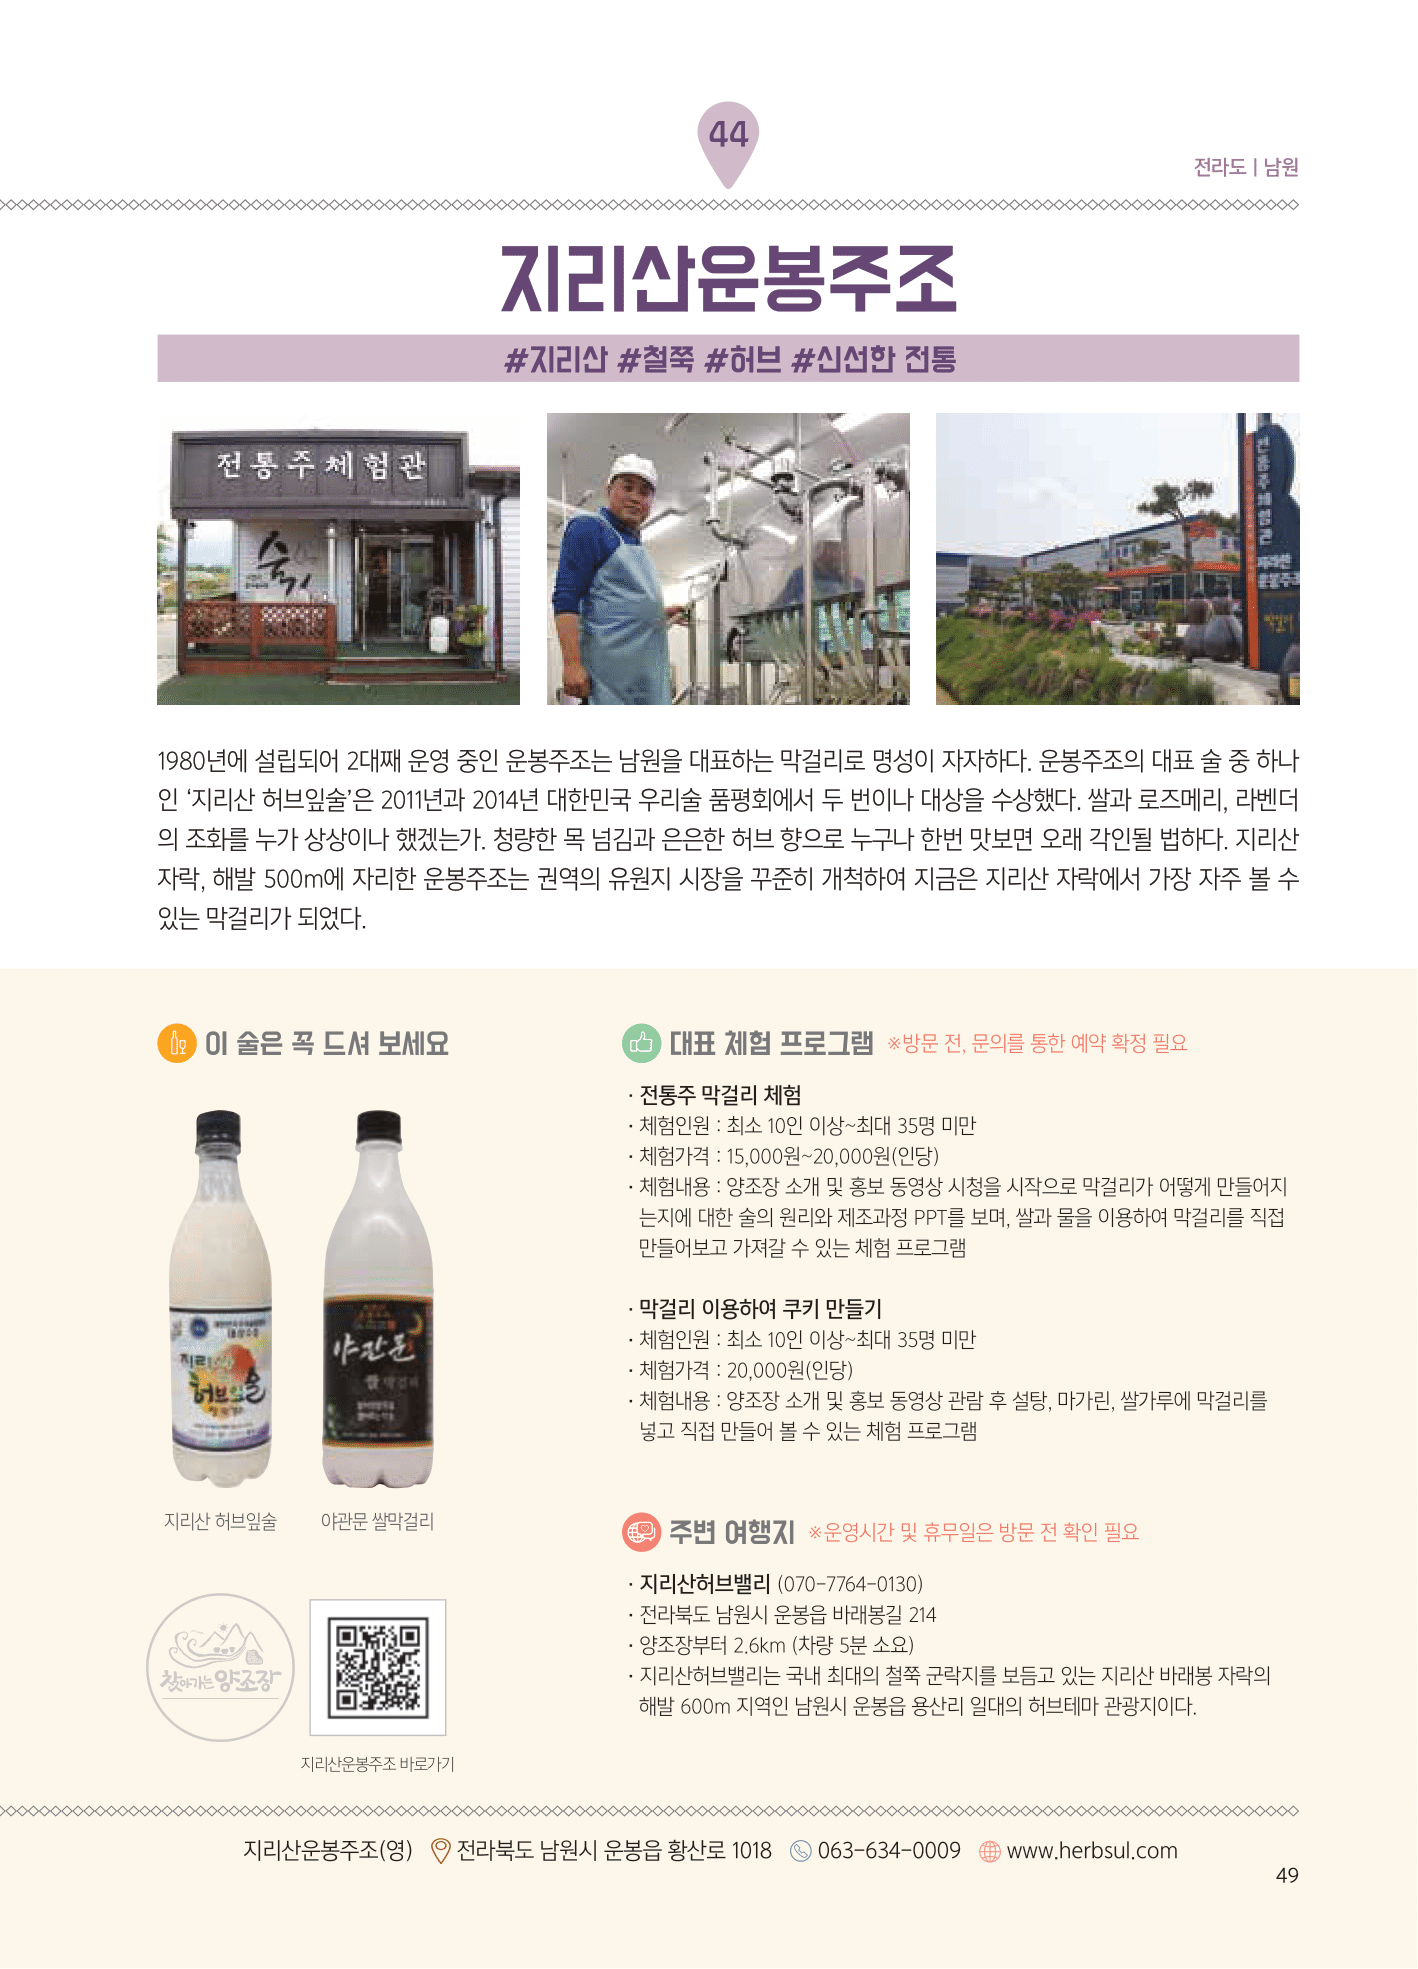 44
전라도 | 남원
지리산운봉주조
#지리산 #철쭉 #허브 #신선한 전통
전통주체험관
술
전통주체험관
지리산
운봉주조
막걸리
1980년에 설립되어 2대째 운영 중인 운봉주조는 남원을 대표하는 막걸리로 명성이 자자하다. 운봉주조의 대표 술 중 하나
인 ‘지리산 허브잎술’은 2011년과 2014년 대한민국 우리술 품평회에서 두 번이나 대상을 수상했다. 쌀과 로즈메리, 라벤더
의 조화를 누가 상상이나 했겠는가. 청량한 목 넘김과 은은한 허브 향으로 누구나 한번 맛보면 오래 각인될 법하다. 지리산
자락, 해발 500m에 자리한 운봉주조는 권역의 유원지 시장을 꾸준히 개척하여 지금은 지리산 자락에서 가장 자주 볼 수
있는 막걸리가 되었다.
이 술은 꼭 드셔 보세요
지리산
허브잎술
야관문
쌀막걸리
지리산 허브잎술
야관문 쌀막걸리
찾아가는 양조장
지리산운봉주조 바로가기
대표 체험 프로그램 ※방문 전, 문의를 통한 예약 확정 필요
· 전통주 막걸리 체험
· 체험인원 : 최소 10인 이상~최대 35명 미만
· 체험가격 : 15,000원~20,000원(인당)
· 체험내용 : 양조장 소개 및 홍보 동영상 시청을 시작으로 막걸리가 어떻게 만들어지
는지에 대한 술의 원리와 제조과정 PPT를 보며, 쌀과 물을 이용하여 막걸리를 직접
만들어보고 가져갈 수 있는 체험 프로그램
· 막걸리 이용하여 쿠키 만들기
· 체험인원 : 최소 10인 이상~최대 35명 미만
· 체험가격 : 20,000원(인당)
· 체험내용 : 양조장 소개 및 홍보 동영상 관람 후 설탕, 마가린, 쌀가루에 막걸리를
넣고 직접 만들어 볼 수 있는 체험 프로그램
주변 여행지 ※운영시간 및 휴무일은 방문 전 확인 필요
· 지리산허브밸리 (070-7764-0130)
· 전라북도 남원시 운봉읍 바래봉길 214
· 양조장부터 2.6km (차량 5분 소요)
· 지리산허브밸리는 국내 최대의 철쭉 군락지를 보듬고 있는 지리산 바래봉 자락의
해발 600m 지역인 남원시 운봉읍 용산리 일대의 허브테마 관광지이다.
지리산운봉주조(영) 전라북도 남원시 운봉읍 황산로 1018 063-634-0009 www.herbsul.com
49